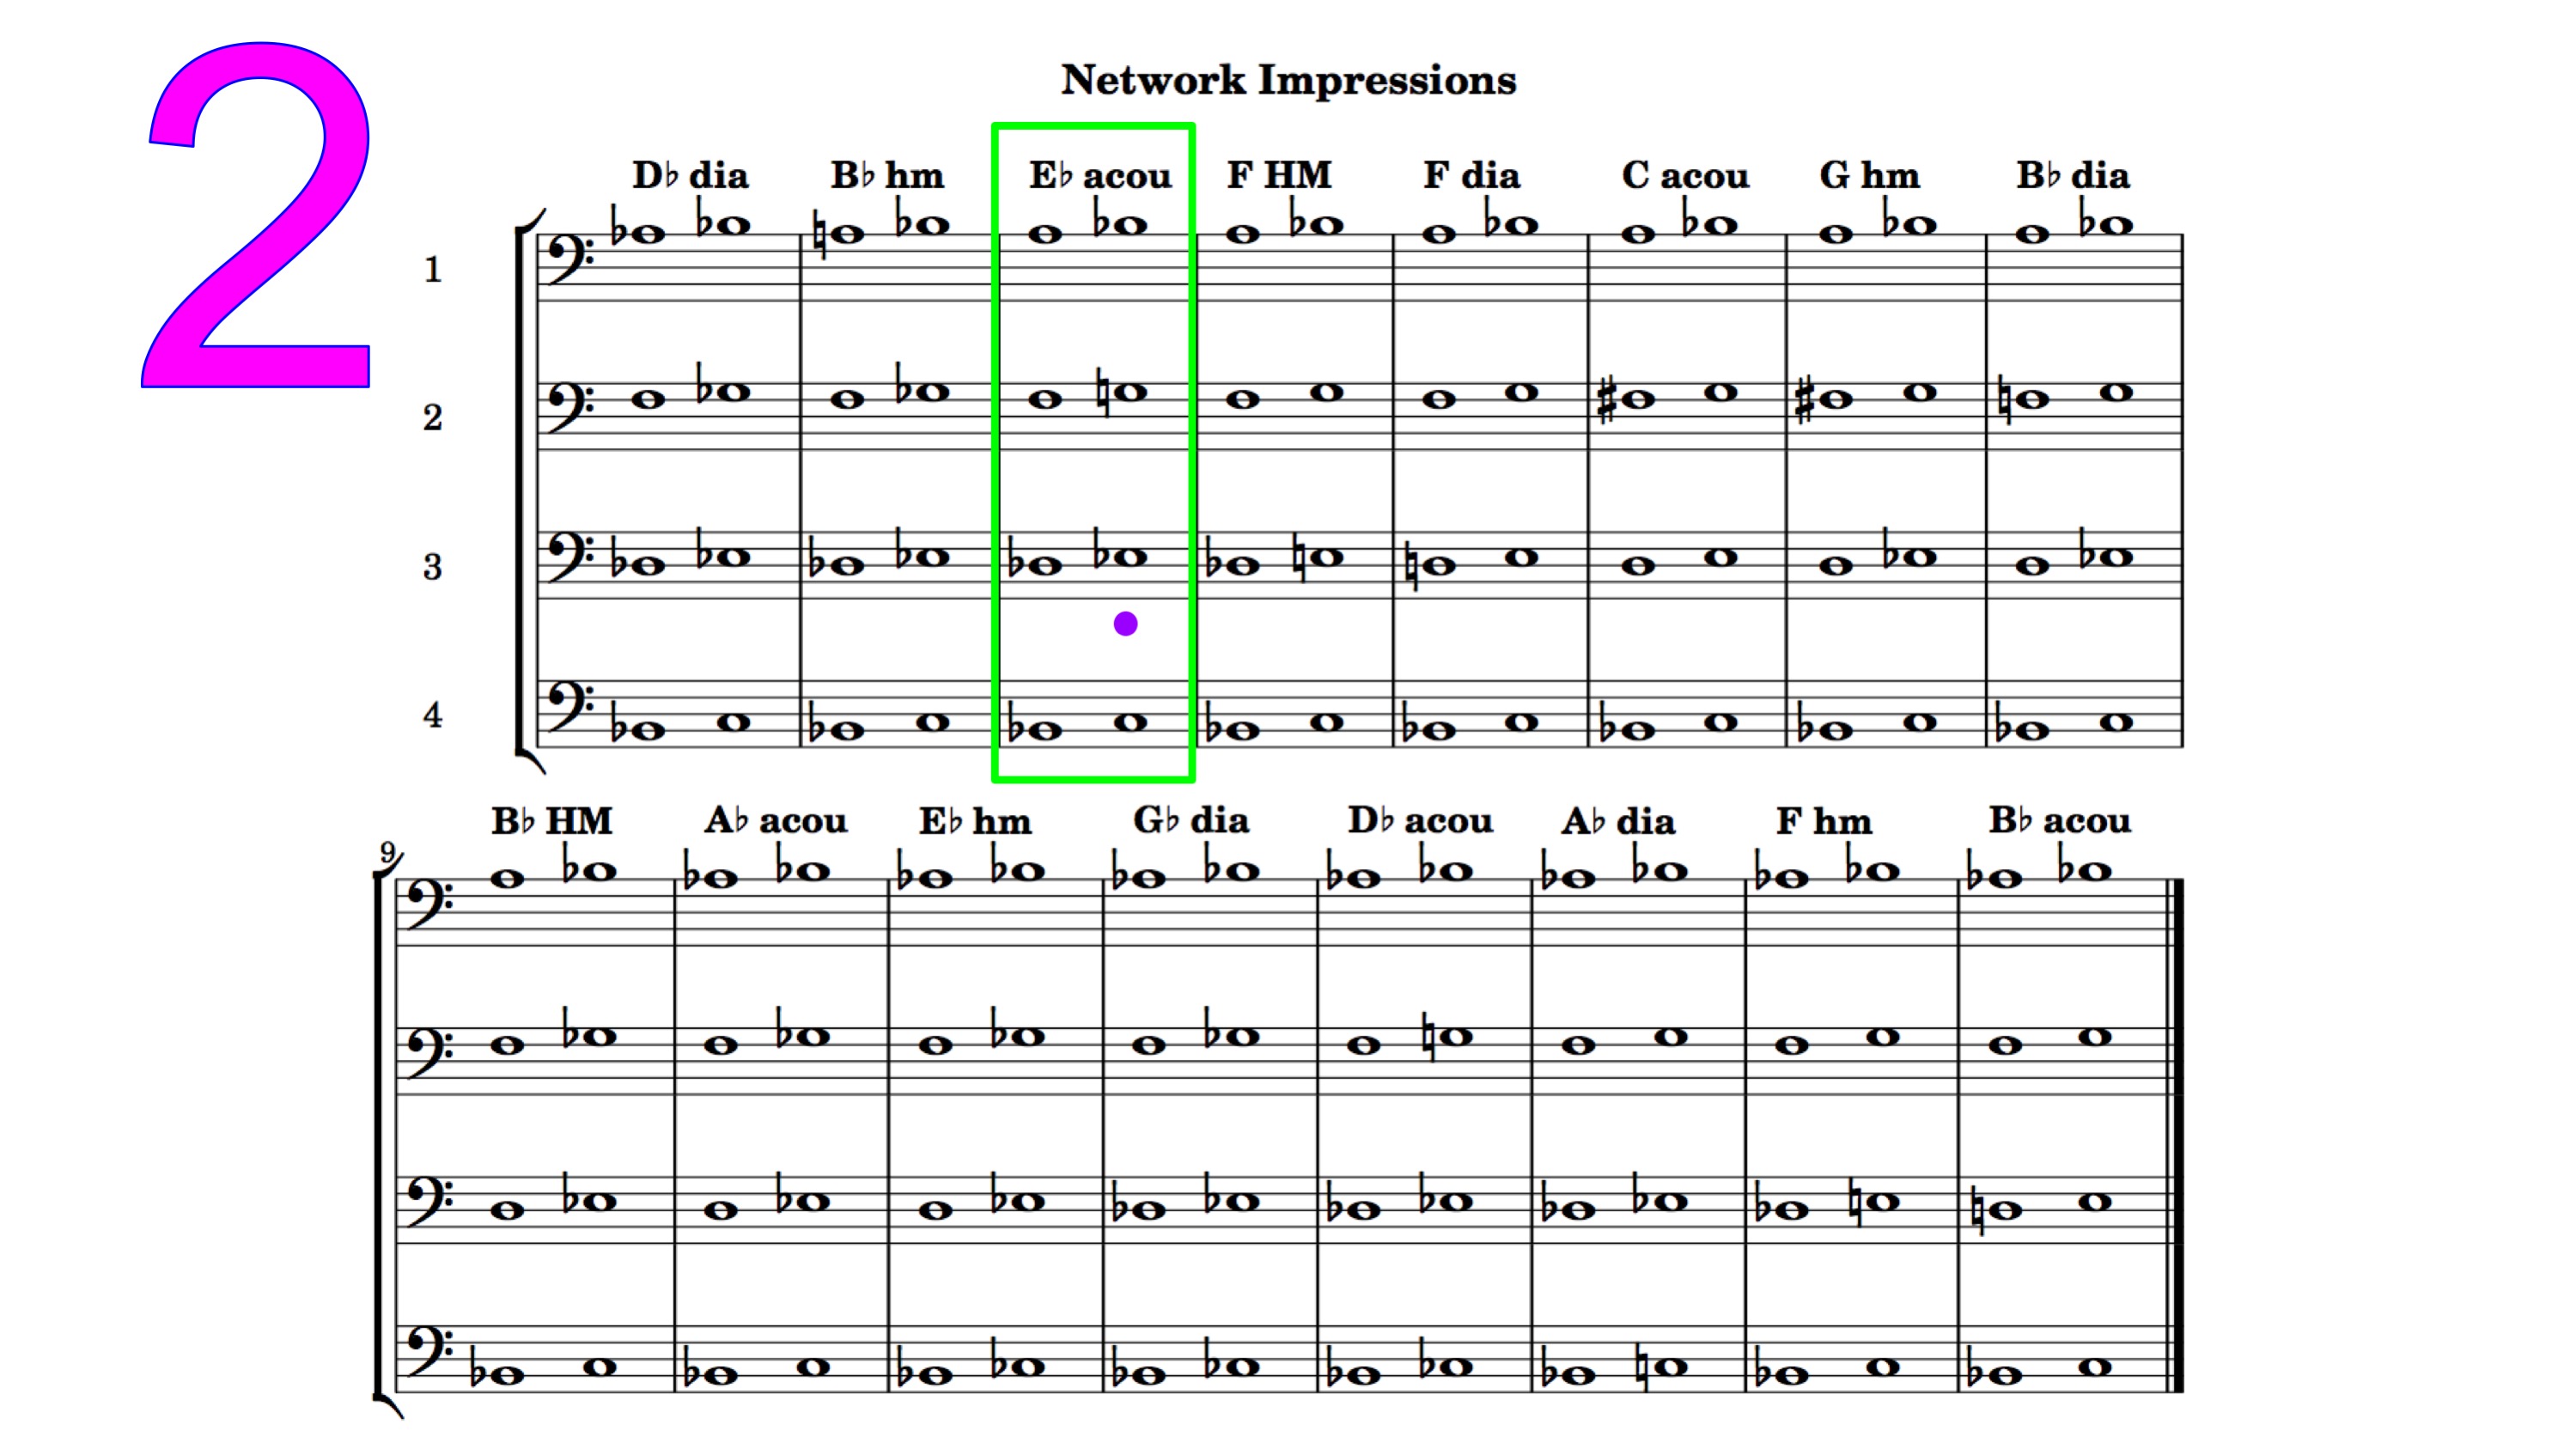 2
Network Impressions
D♭ dia B♭ hm E♭ acou F HM F dia C acou G hm B♭ dia
1
2
3
4
B♭ HM A♭ acou E♭ hm G♭ dia D♭ acou A♭ dia F hm B♭ acou
9